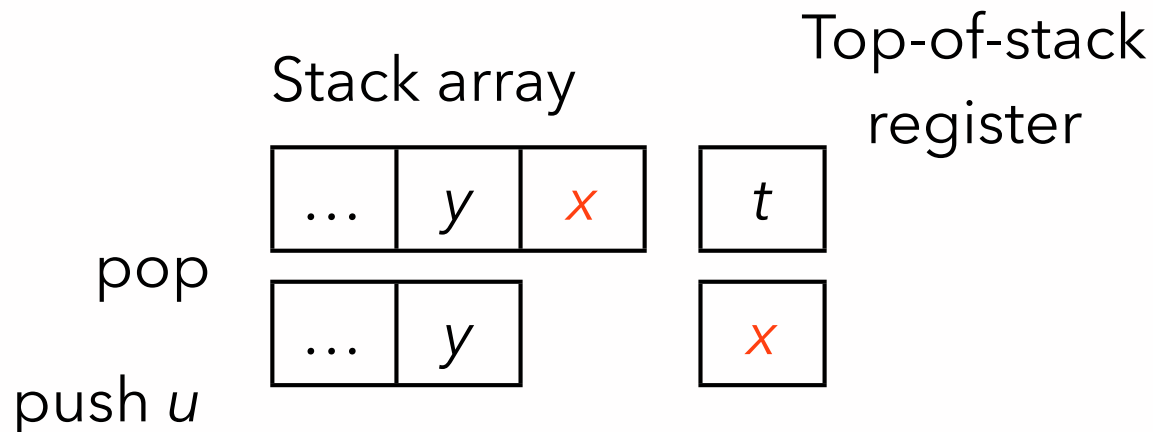 Top-of-stack
register
Stack array
… y x t
pop
… y x
push u